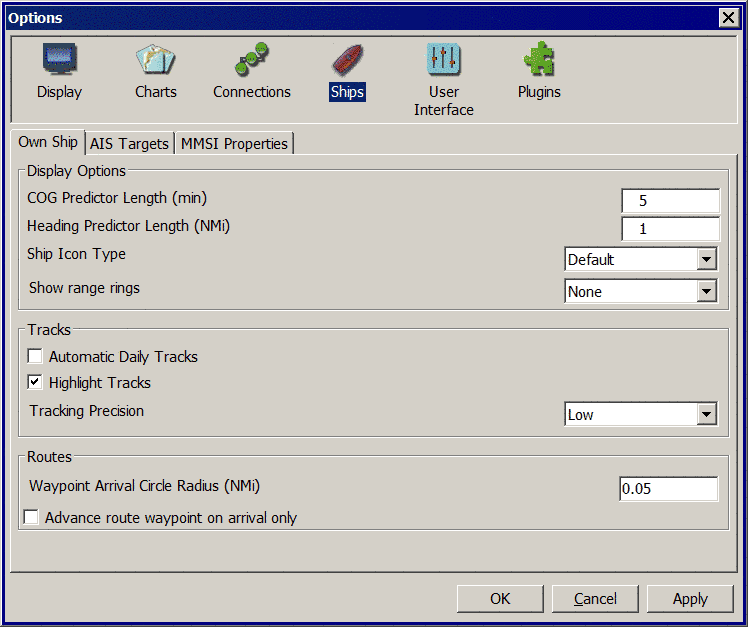 Options
Display
Charts
Connections
Ships
User
Interface
Plugins
Own Ship
AIS Targets
MMSI Properties
Display Options
COG Predictor Length (min)
5
Heading Predictor Length (NMi)
1
Ship Icon Type
Default
Show range rings
None
Tracks
Automatic Daily Tracks
Highlight Tracks
Tracking Precision
Low
Routes
Waypoint Arrival Circle Radius (NMi)
0.05
Advance route waypoint on arrival only
OK
Cancel
Apply